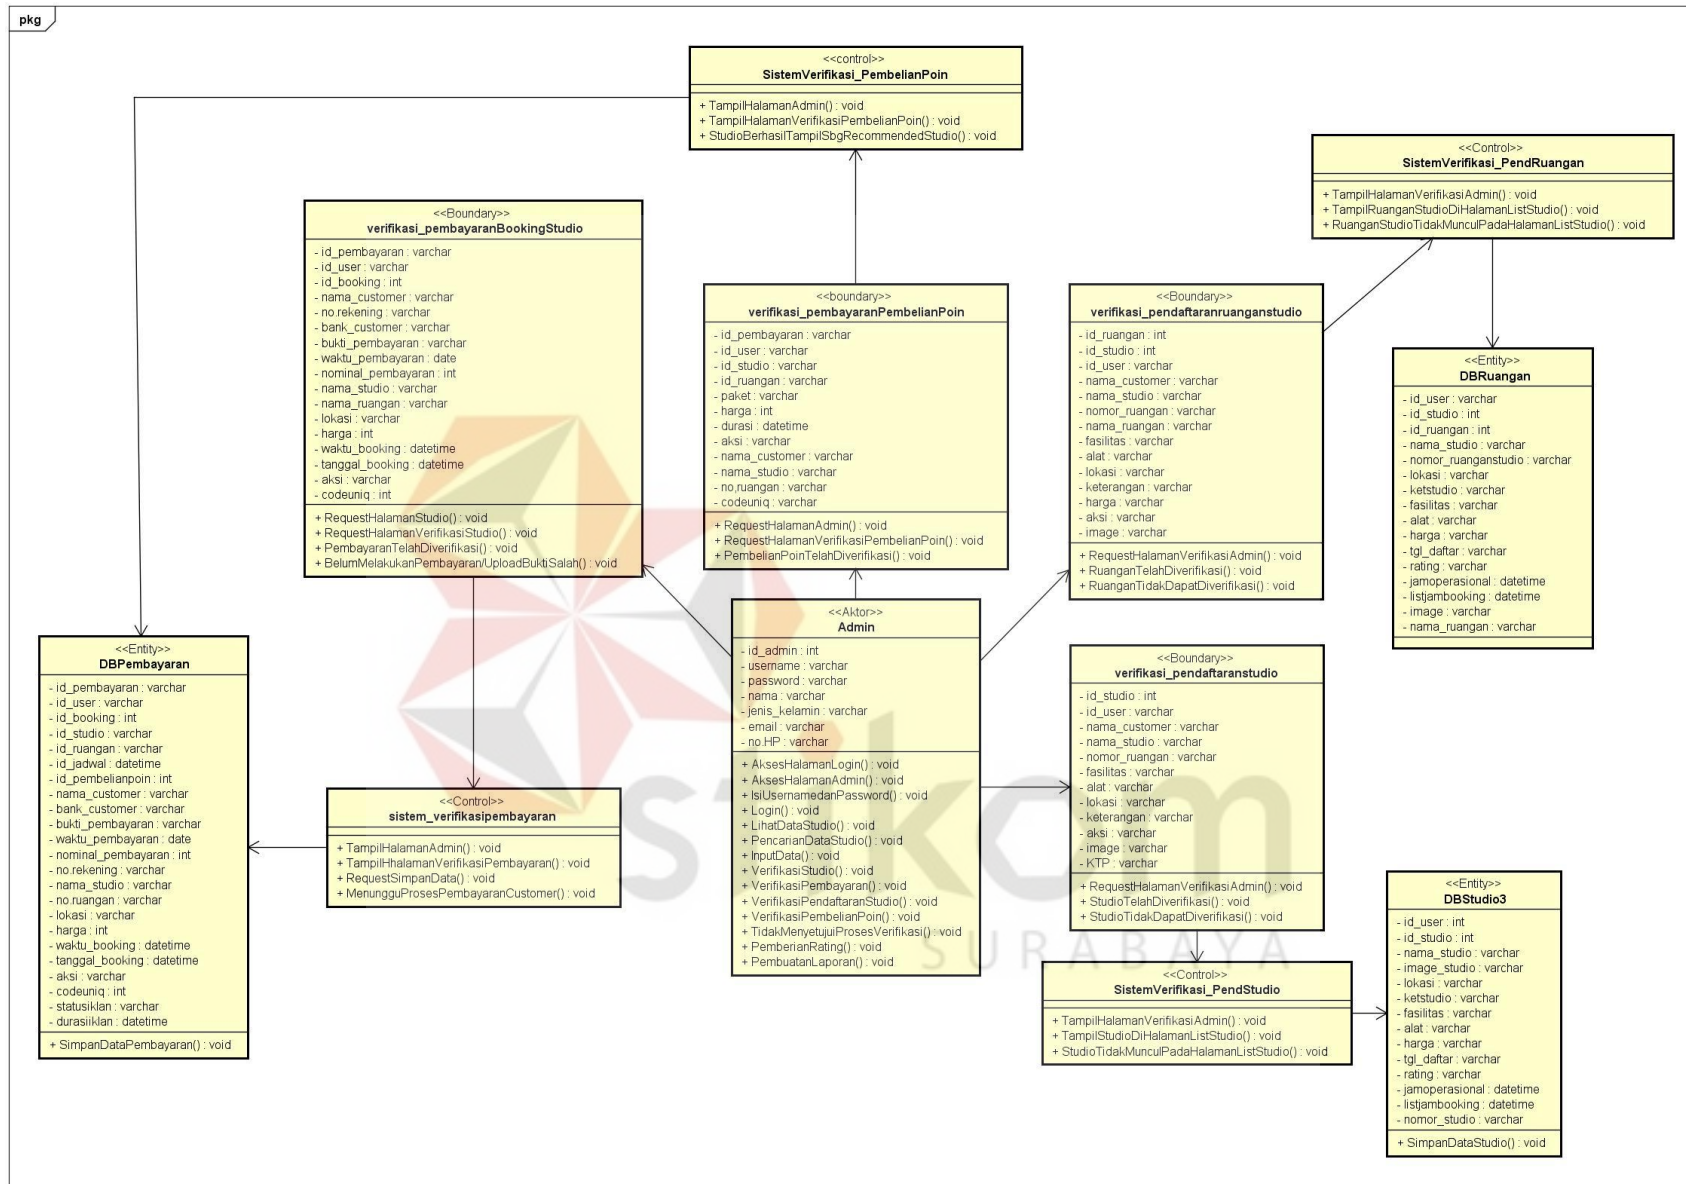 pkg
<<control>>
SistemVerifikasi_PembelianPoin
+ TampilHalamanAdmin() : void
+ TampilHalamanVerifikasiPembelianPoin() : void
+ StudioBerhasilTampilSbgRecommendedStudio() : void
<<Control>>
SistemVerifikasi_PendRuangan
+ TampilHalamanVerifikasiAdmin() : void
+ TampilRuanganStudioDiHalamanListStudio() : void
+ RuanganStudioTidakMunculPadaHalamanListStudio() : void
<<Boundary>>
verifikasi_pembayaranBookingStudio
- id_pembayaran : varchar
- id_user : varchar
- id_booking : int
- nama_customer : varchar
- no.rekening : varchar
- bank_customer : varchar
- bukti_pembayaran : varchar
- waktu_pembayaran : date
- nominal_pembayaran : int
- nama_studio : varchar
- nama_ruangan : varchar
- lokasi : varchar
- harga : int
- waktu_booking : datetime
- tanggal_booking : datetime
- aksi : varchar
- codeuniq : int
+ RequestHalamanStudio() : void
+ RequestHalamanVerifikasiStudio() : void
+ PembayaranTelahDiverifikasi() : void
+ BelumMelakukanPembayaran/UploadBuktiSalah() : void
<<boundary>>
verifikasi_pembayaranPembelianPoin
- id_pembayaran : varchar
- id_user : varchar
- id_studio : varchar
- id_ruangan : varchar
- paket : varchar
- harga : int
- durasi : datetime
- aksi : varchar
- nama_customer : varchar
- nama_studio : varchar
- no,ruangan : varchar
- codeuniq : varchar
+ RequestHalamanAdmin() : void
+ RequestHalamanVerifikasiPembelianPoin() : void
+ PembelianPoinTelahDiverifikasi() : void
<<Boundary>>
verifikasi_pendaftaranruanganstudio
- id_ruangan : int
- id_studio : int
- id_user : varchar
- nama_customer : varchar
- nama_studio : varchar
- nomor_ruangan : varchar
- nama_ruangan : varchar
- fasilitas : varchar
- alat : varchar
- lokasi : varchar
- keterangan : varchar
- harga : varchar
- aksi : varchar
- image : varchar
+ RequestHalamanVerifikasiAdmin() : void
+ RuanganTelahDiverifikasi() : void
+ RuanganTidakDapatDiverifikasi() : void
<<Entity>>
DBRuangan
- id_user : varchar
- id_studio : int
- id_ruangan : int
- nama_studio : varchar
- nomor_ruanganstudio : varchar
- lokasi : varchar
- ketstudio : varchar
- fasilitas : varchar
- alat : varchar
- harga : varchar
- tgl_daftar : varchar
- rating : varchar
- jamoperasional : datetime
- listjambooking : datetime
- image : varchar
- nama_ruangan : varchar
<<Entity>>
DBPembayaran
- id_pembayaran : varchar
- id_user : varchar
- id_booking : int
- id_studio : varchar
- id_ruangan : varchar
- id_jadwal : datetime
- id_pembelianpoin : int
- nama_customer : varchar
- bank_customer : varchar
- bukti_pembayaran : varchar
- waktu_pembayaran : date
- nominal_pembayaran : int
- no.rekening : varchar
- nama_studio : varchar
- no.ruangan : varchar
- lokasi : varchar
- harga : int
- waktu_booking : datetime
- tanggal_booking : datetime
- aksi : varchar
- codeuniq : int
- statusiklan : varchar
- durasiiklan : datetime
+ SimpanDataPembayaran() : void
<<Control>>
sistem_verifikasipembayaran
+ TampilHalamanAdmin() : void
+ TampilHhalamanVerifikasiPembayaran() : void
+ RequestSimpanData() : void
+ MenungguProsesPembayaranCustomer() : void
<<Aktor>>
Admin
- id_admin : int
- username : varchar
- password : varchar
- nama : varchar
- jenis_kelamin : varchar
- email : varchar
- no.HP : varchar
+ AksesHalamanLogin() : void
+ AksesHalamanAdmin() : void
+ IsiUsernamedanPassword() : void
+ Login() : void
+ LihatDataStudio() : void
+ PencarianDataStudio() : void
+ InputData() : void
+ VerifikasiStudio() : void
+ VerifikasiPembayaran() : void
+ VerifikasiPendaftaranStudio() : void
+ VerifikasiPembelianPoin() : void
+ TidakMenyetujuiProsesVerifikasi() : void
+ PemberianRating() : void
+ PembuatanLaporan() : void
<<Boundary>>
verifikasi_pendaftaranstudio
- id_studio : int
- id_user : varchar
- nama_customer : varchar
- nama_studio : varchar
- nomor_ruangan : varchar
- fasilitas : varchar
- alat : varchar
- lokasi : varchar
- keterangan : varchar
- aksi : varchar
- image : varchar
- KTP : varchar
+ RequestHalamanVerifikasiAdmin() : void
+ StudioTelahDiverifikasi() : void
+ StudioTidakDapatDiverifikasi() : void
<<Control>>
SistemVerifikasi_PendStudio
+ TampilHalamanVerifikasiAdmin() : void
+ TampilStudioDiHalamanListStudio() : void
+ StudioTidakMunculPadaHalamanListStudio() : void
<<Entity>>
DBStudio3
- id_user : int
- id_studio : int
- nama_studio : varchar
- image_studio : varchar
- lokasi : varchar
- ketstudio : varchar
- fasilitas : varchar
- alat : varchar
- harga : varchar
- tgl_daftar : varchar
- rating : varchar
- jamoperasional : datetime
- listjambooking : datetime
- nomor_studio : varchar
+ SimpanDataStudio() : void
stikom
SURABAYA